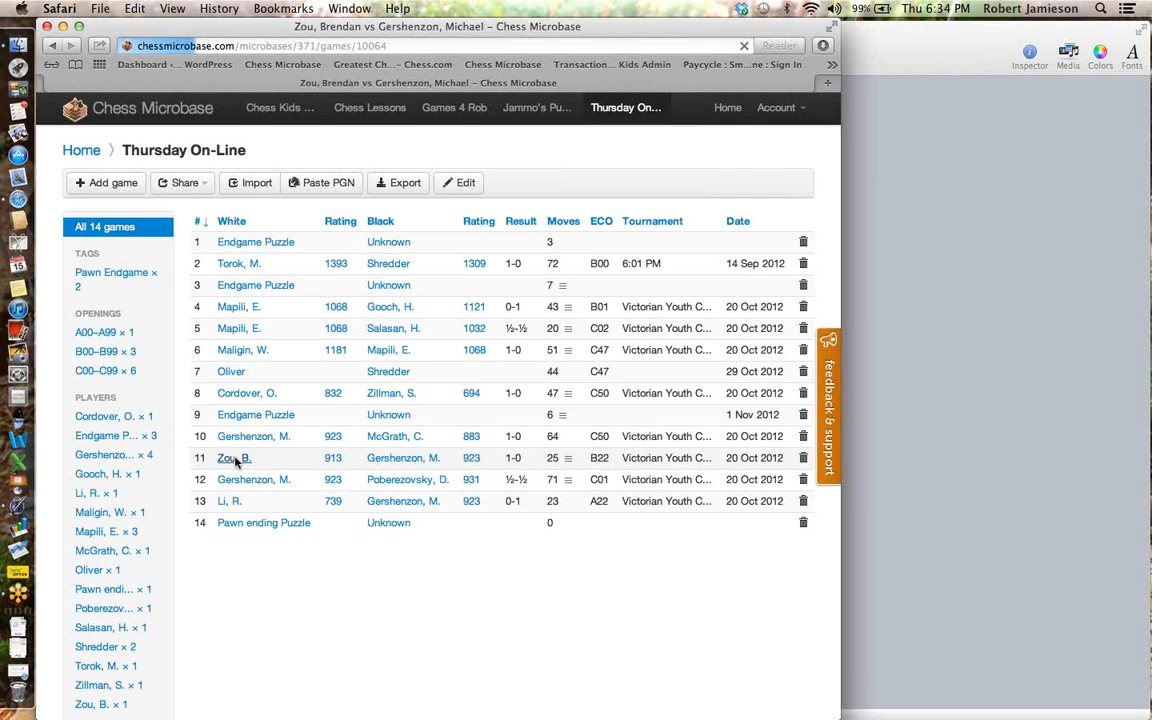 Safari File Edit View History Bookmarks Window Help 99% Thu 6:34 PM Robert Jamieson
Zou, Brendan vs Gershenzon, Michael – Chess Microbase
chessmicrobase.com/microbases/371/games/10064 Reader
Dashboard ‹... WordPress Chess Microbase Greatest Ch...– Chess.com Chess Microbase Transaction... Kids Admin Paycycle : Sm...ne : Sign In
Zou, Brendan vs Gershenzon, Michael – Chess Microbase
Inspector Media Colors Fonts
Chess Microbase Chess Kids ... Chess Lessons Games 4 Rob Jammo's Pu... Thursday On... Home Account
Home Thursday On-Line
Add game Share Import Paste PGN Export Edit
All 14 games
TAGS
Pawn Endgame × 2
OPENINGS
A00–A99 × 1
B00–B99 × 3
C00–C99 × 6
PLAYERS
Cordover, O. × 1
Endgame P... × 3
Gershenzo... × 4
Gooch, H. × 1
Li, R. × 1
Maligin, W. × 1
Mapili, E. × 3
McGrath, C. × 1
Oliver × 1
Pawn endi... × 1
Poberezov... × 1
Salasan, H. × 1
Shredder × 2
Torok, M. × 1
Zillman, S. × 1
Zou, B. × 1
# ↓ White Rating Black Rating Result Moves ECO Tournament Date
1 Endgame Puzzle Unknown 3
2 Torok, M. 1393 Shredder 1309 1-0 72 B00 6:01 PM 14 Sep 2012
3 Endgame Puzzle Unknown 7
4 Mapili, E. 1068 Gooch, H. 1121 0-1 43 B01 Victorian Youth C... 20 Oct 2012
5 Mapili, E. 1068 Salasan, H. 1032 ½-½ 20 C02 Victorian Youth C... 20 Oct 2012
6 Maligin, W. 1181 Mapili, E. 1068 1-0 51 C47 Victorian Youth C... 20 Oct 2012
7 Oliver Shredder 44 C47 29 Oct 2012
8 Cordover, O. 832 Zillman, S. 694 1-0 47 C50 Victorian Youth C... 20 Oct 2012
9 Endgame Puzzle Unknown 6 1 Nov 2012
10 Gershenzon, M. 923 McGrath, C. 883 1-0 64 C50 Victorian Youth C... 20 Oct 2012
11 Zou, B. 913 Gershenzon, M. 923 1-0 25 B22 Victorian Youth C... 20 Oct 2012
12 Gershenzon, M. 923 Poberezovsky, D. 931 ½-½ 71 C01 Victorian Youth C... 20 Oct 2012
13 Li, R. 739 Gershenzon, M. 923 0-1 23 A22 Victorian Youth C... 20 Oct 2012
14 Pawn ending Puzzle Unknown 0
feedback & support